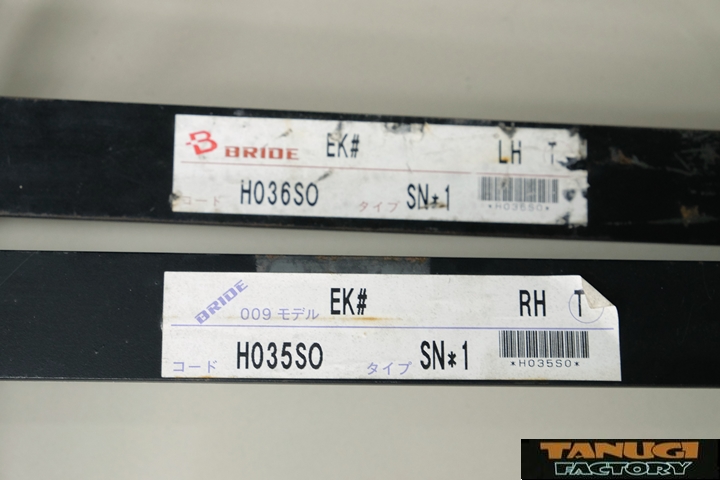 BRIDE EK# LH T
コード H036SO タイプ SN*1
*H036SO*
BRIDE 009 モデル EK# RH T
コード H035SO タイプ SN*1
*H035SO*
TANUGI
FACTORY